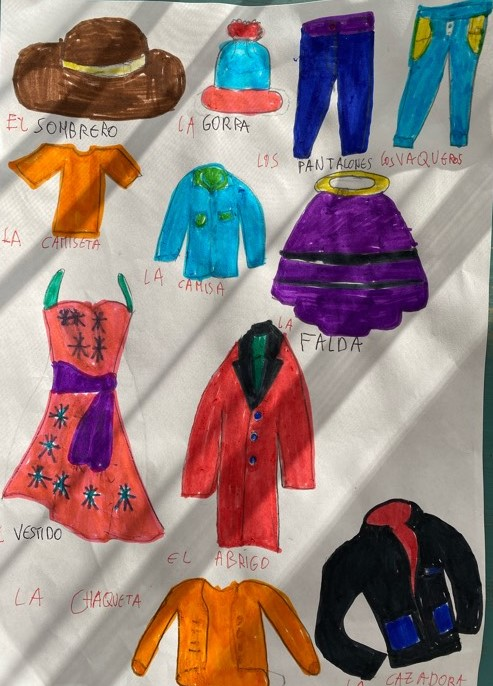 EL SOMBRERO
LA GORRA
LOS PANTALONES
LOS VAQUEROS
LA CAMISETA
LA CAMISA
LA FALDA
L VESTIDO
EL ABRIGO
LA CHAQUETA
LA CAZADORA